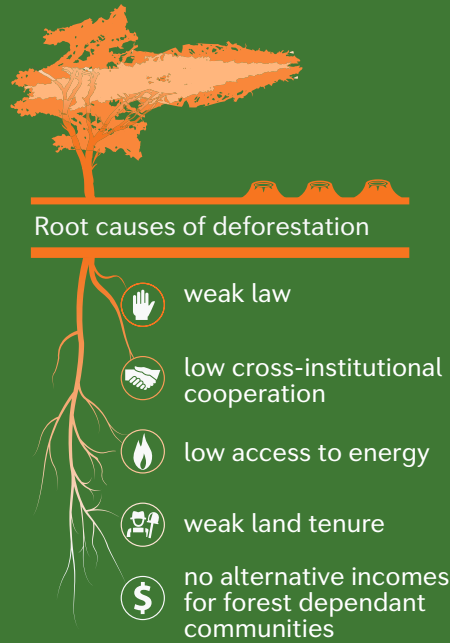 Root causes of deforestation
weak law
low cross-institutional
cooperation
low access to energy
weak land tenure
$
no alternative incomes
for forest dependant
communities